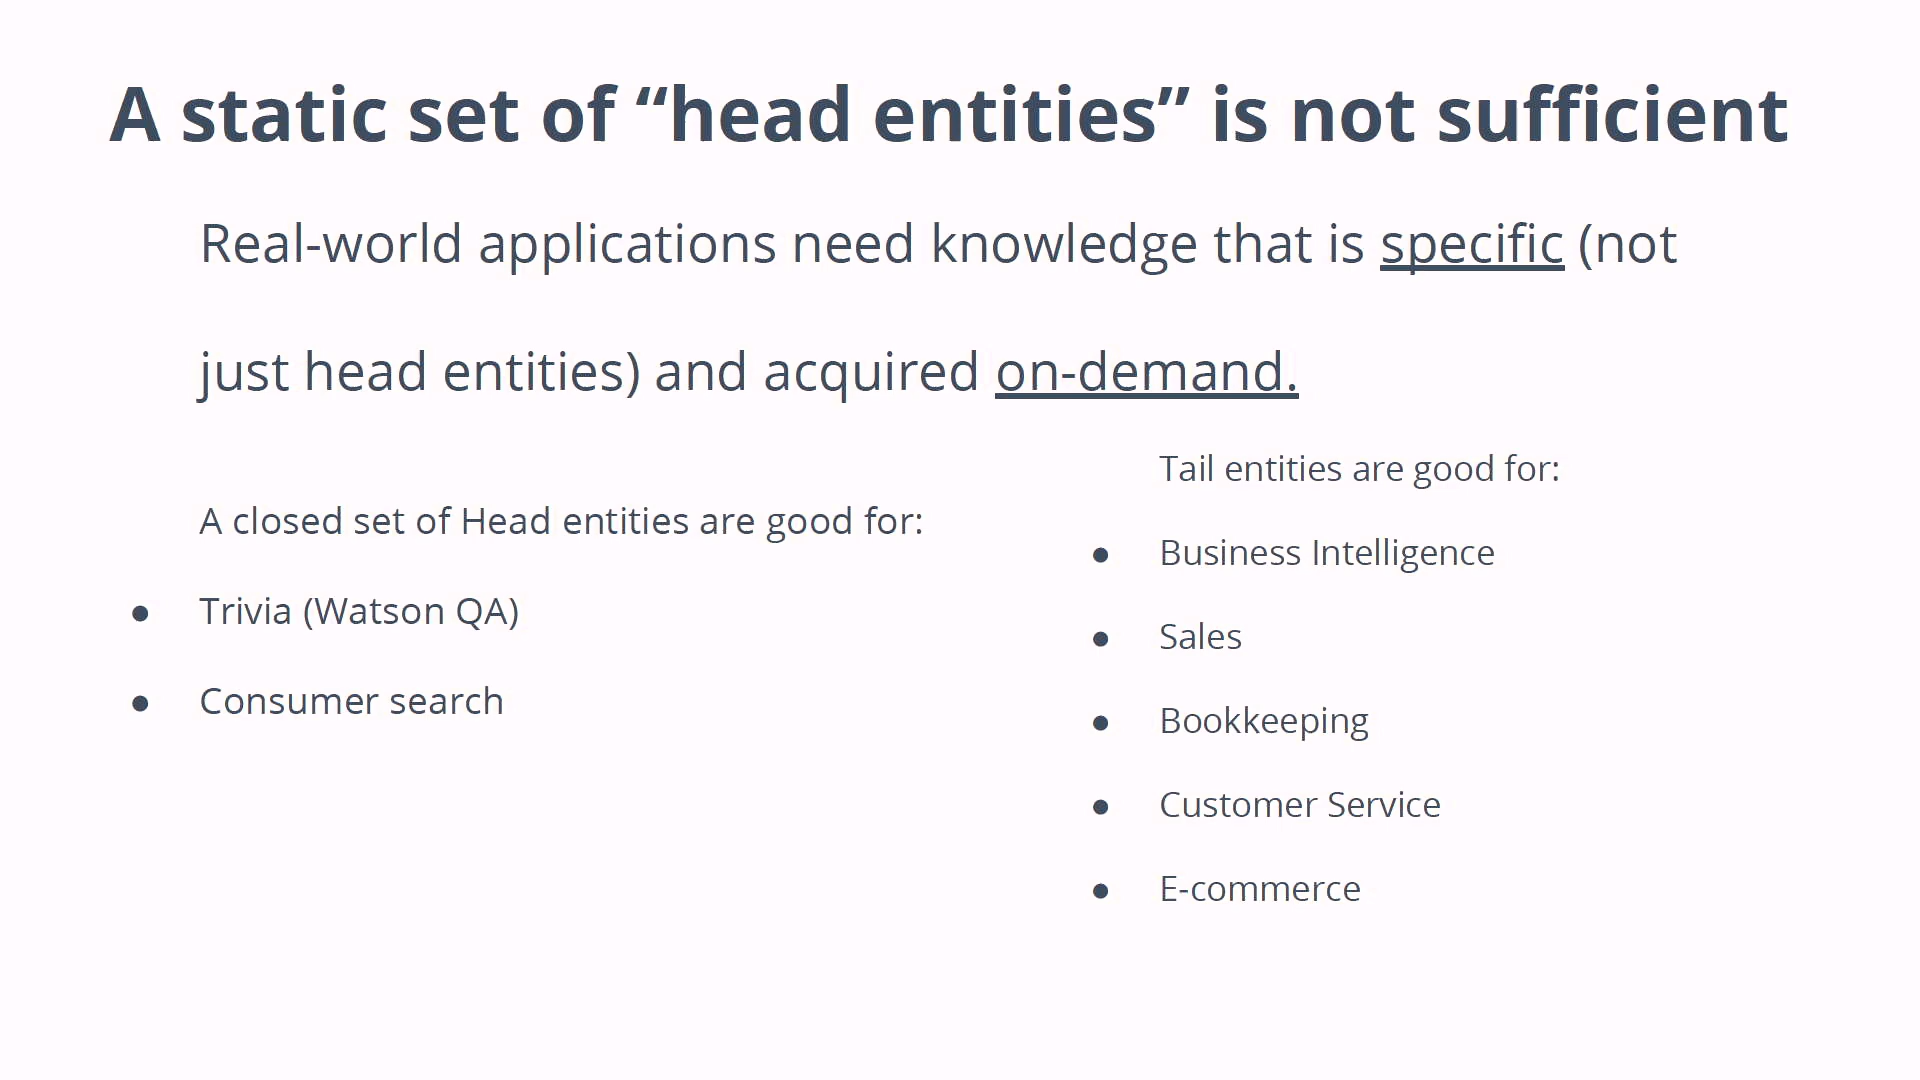 A static set of “head entities” is not sufficient
Real-world applications need knowledge that is specific (not
just head entities) and acquired on-demand.
A closed set of Head entities are good for:
● Trivia (Watson QA)
● Consumer search
Tail entities are good for:
● Business Intelligence
● Sales
● Bookkeeping
● Customer Service
● E-commerce